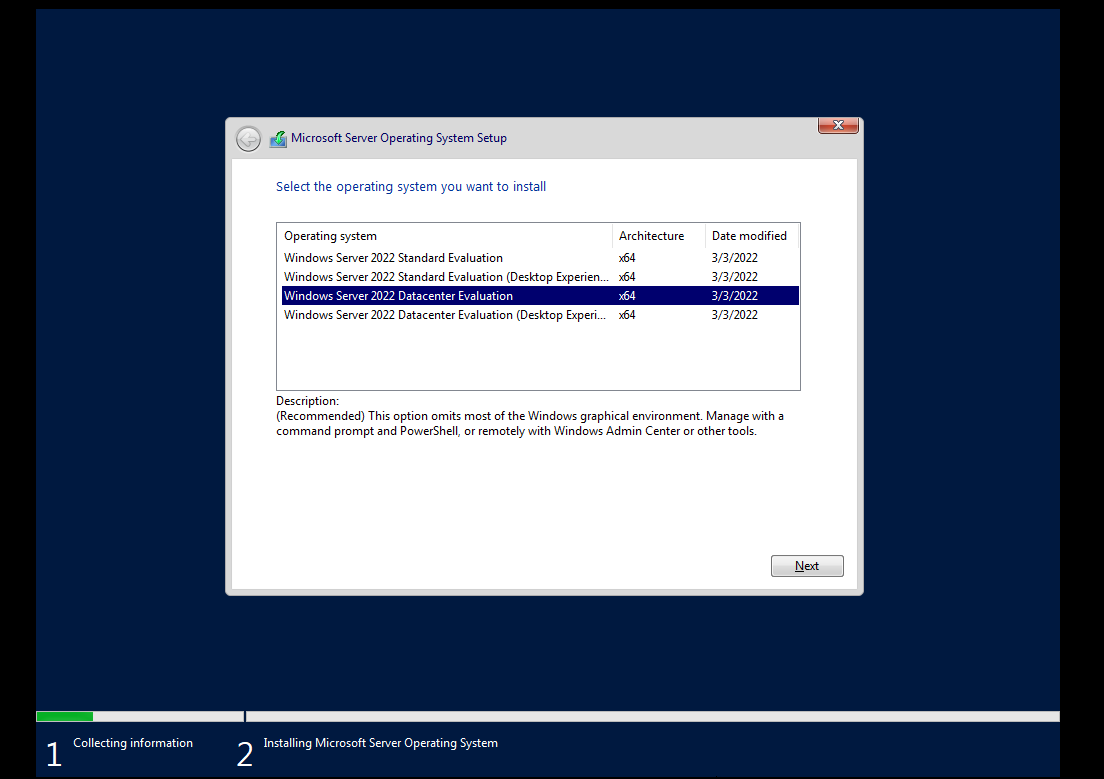 Microsoft Server Operating System Setup
Select the operating system you want to install
Operating system Architecture Date modified
Windows Server 2022 Standard Evaluation x64 3/3/2022
Windows Server 2022 Standard Evaluation (Desktop Experien... x64 3/3/2022
Windows Server 2022 Datacenter Evaluation x64 3/3/2022
Windows Server 2022 Datacenter Evaluation (Desktop Experi... x64 3/3/2022
Description:
(Recommended) This option omits most of the Windows graphical environment. Manage with a
command prompt and PowerShell, or remotely with Windows Admin Center or other tools.
Next
1 Collecting information 2 Installing Microsoft Server Operating System